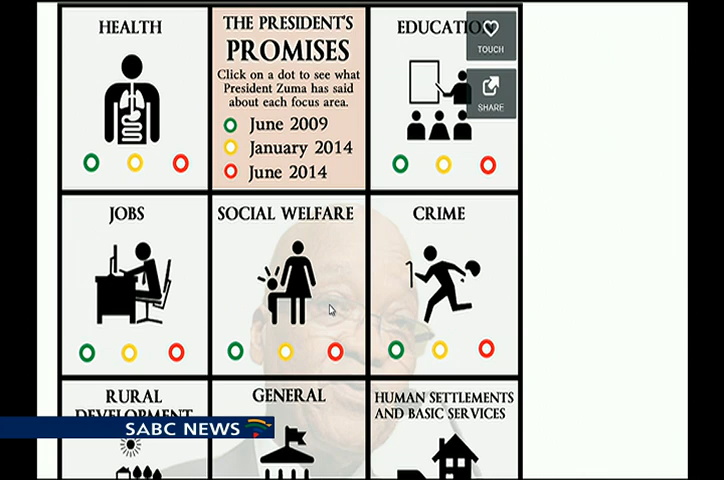 HEALTH
THE PRESIDENT'S
PROMISES
Click on a dot to see what
President Zuma has said
about each focus area.
June 2009
January 2014
June 2014
EDUCATIO
TOUCH
SHARE
JOBS
SOCIAL WELFARE
CRIME
RURAL
DEVELOPMENT
GENERAL
HUMAN SETTLEMENTS
AND BASIC SERVICES
SABC NEWS